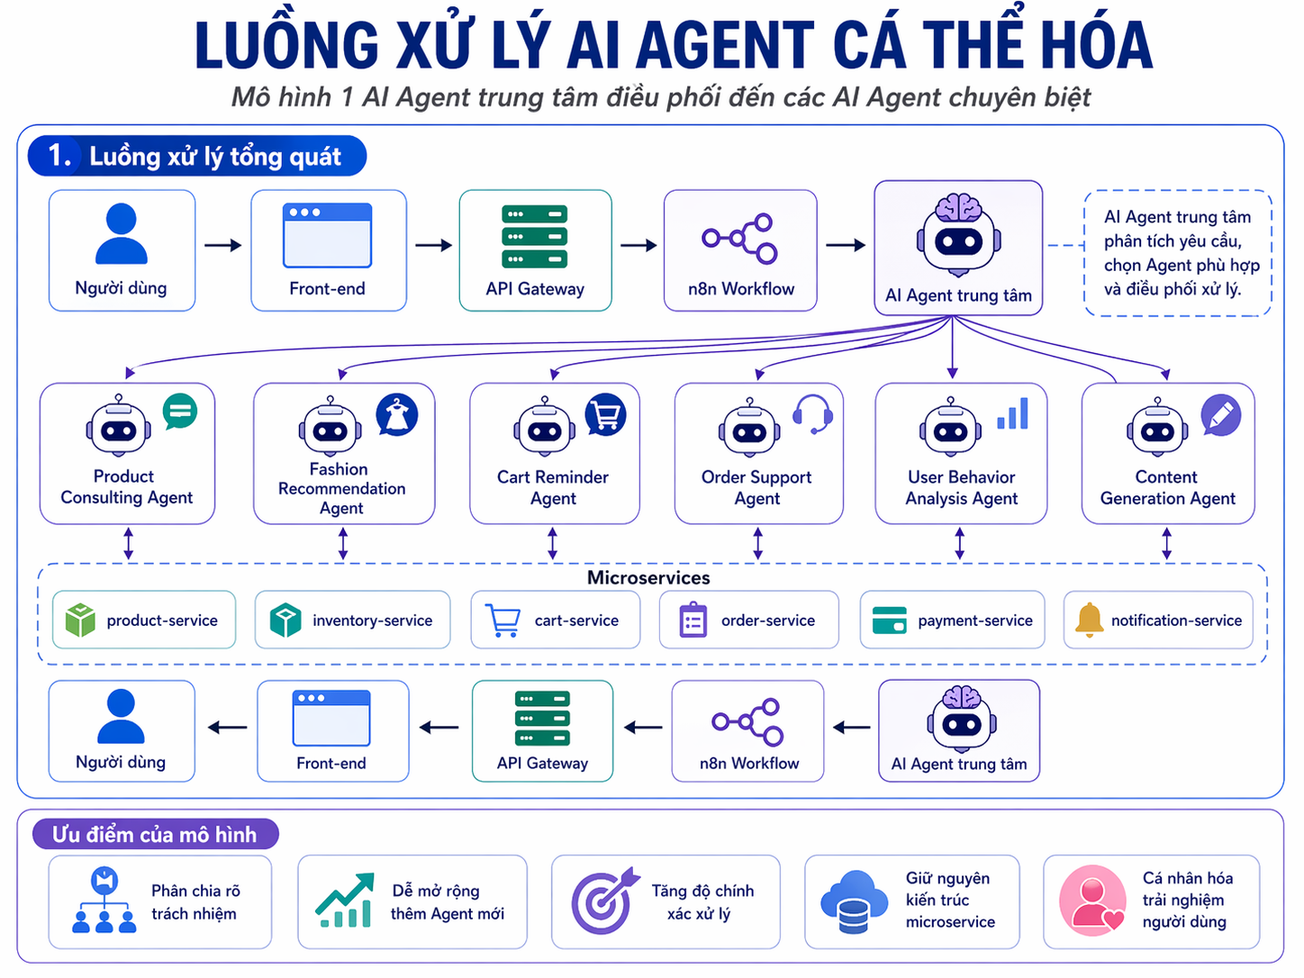 LUỒNG XỬ LÝ AI AGENT CÁ THỂ HÓA
Mô hình 1 AI Agent trung tâm điều phối đến các AI Agent chuyên biệt
1. Luồng xử lý tổng quát
Người dùng
Front-end
API Gateway
n8n Workflow
AI Agent trung tâm
AI Agent trung tâm
phân tích yêu cầu,
chọn Agent phù hợp
và điều phối xử lý.
Product
Consulting Agent
Fashion
Recommendation
Agent
Cart Reminder
Agent
Order Support
Agent
User Behavior
Analysis Agent
Content
Generation Agent
Microservices
product-service
inventory-service
cart-service
order-service
payment-service
notification-service
Người dùng
Front-end
API Gateway
n8n Workflow
AI Agent trung tâm
Ưu điểm của mô hình
Phân chia rõ
trách nhiệm
Dễ mở rộng
thêm Agent mới
Tăng độ chính
xác xử lý
Giữ nguyên
kiến trúc
microservice
Cá nhân hóa
trải nghiệm
người dùng